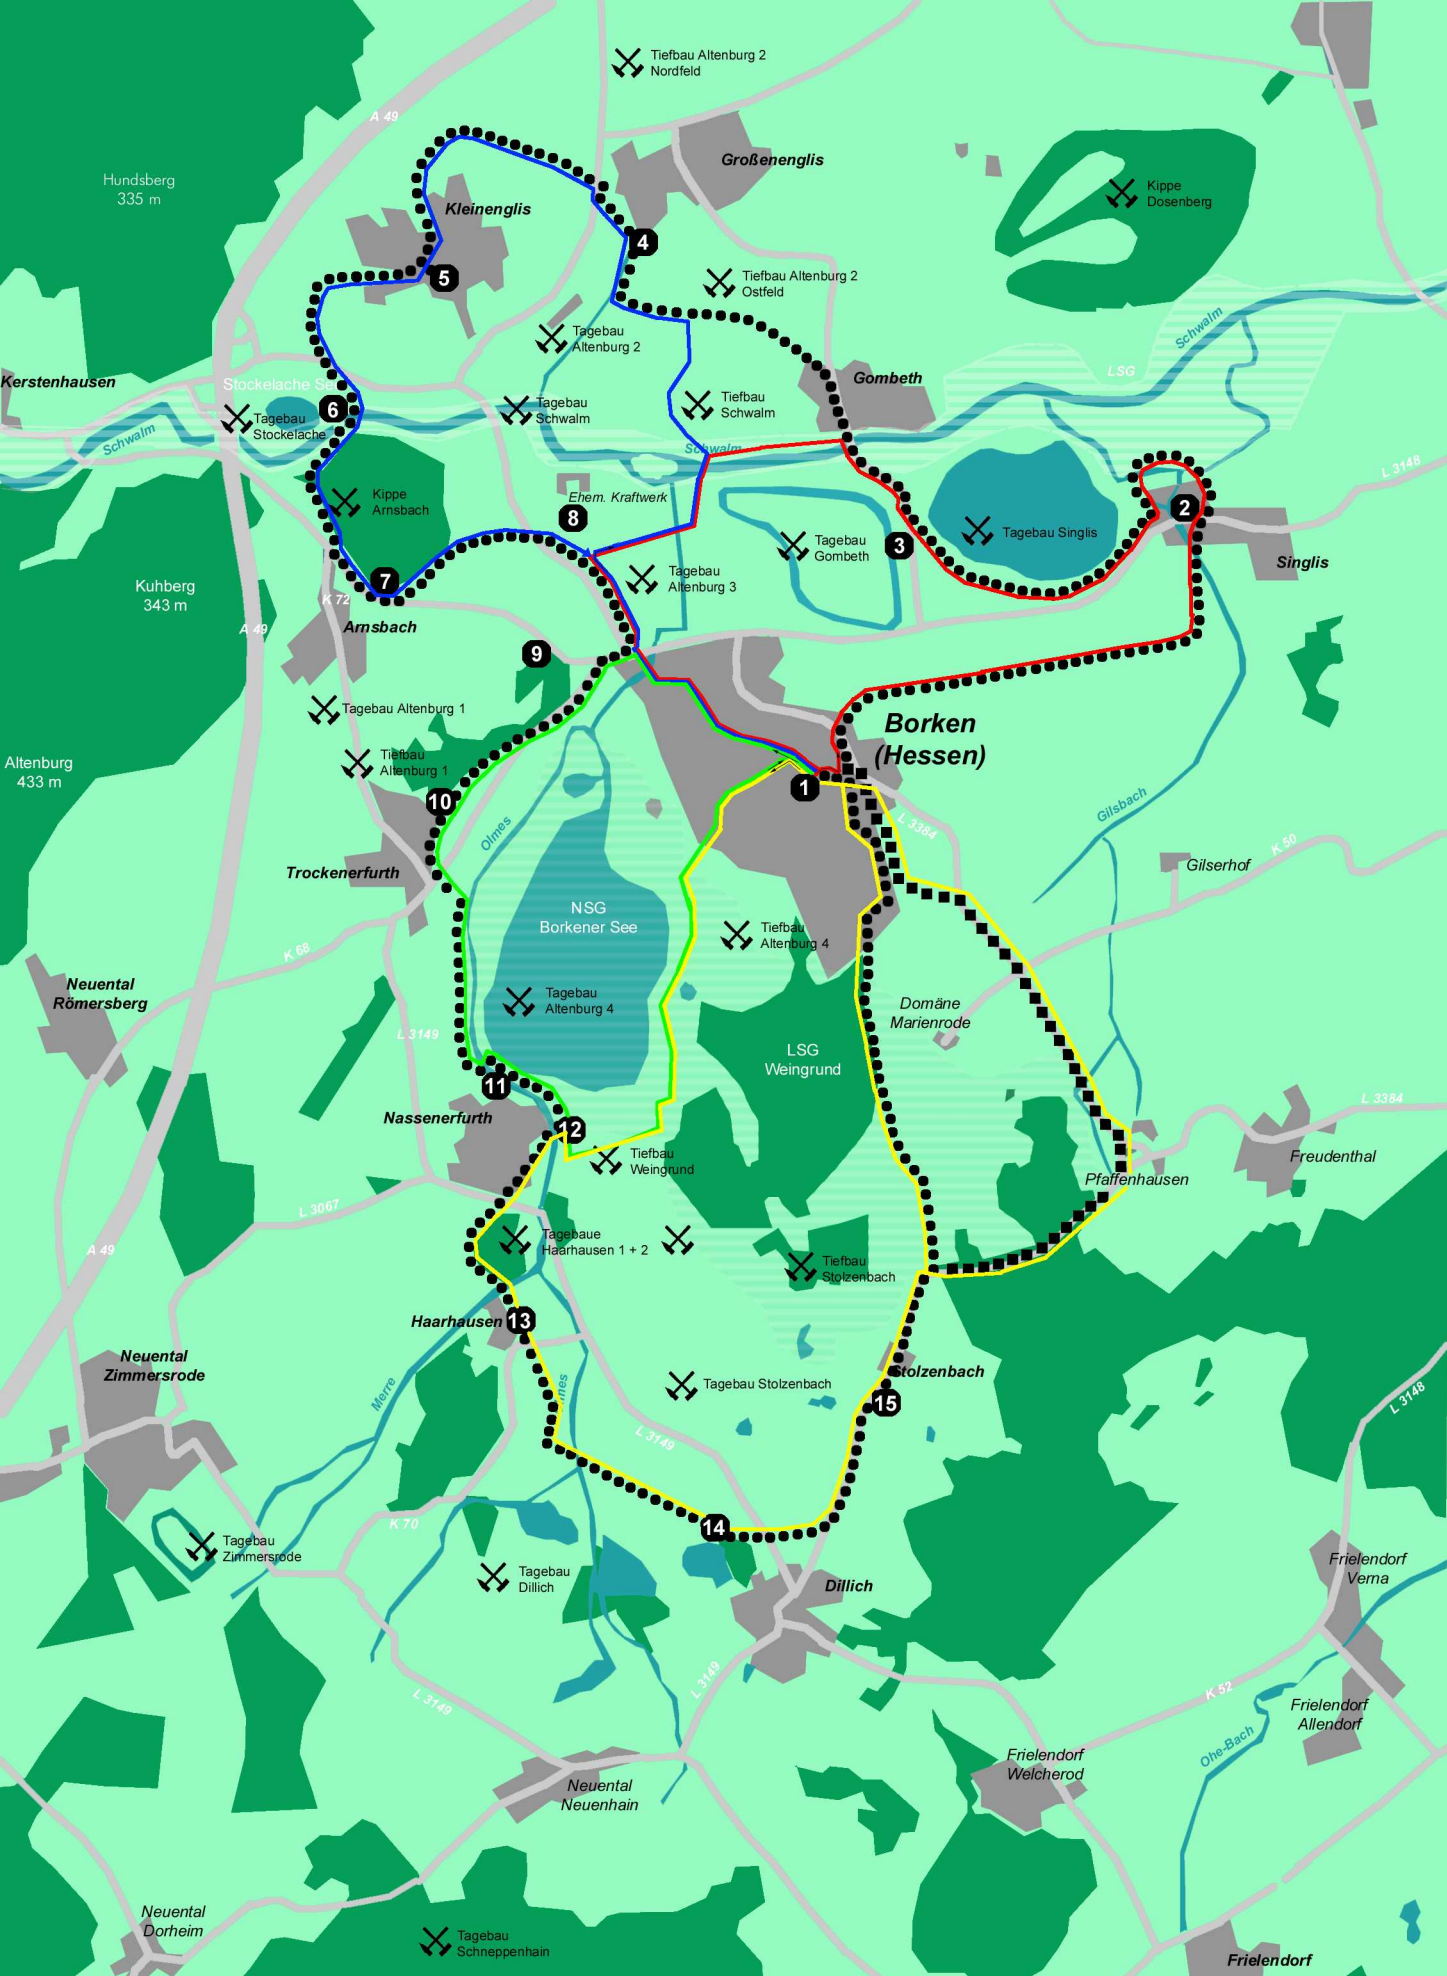 Tiefbau Altenburg 2
Nordfeld
A 49
Großenenglis
Hundsberg
335 m
Kippe
Dosenberg
Kleinenglis
4
5
Tiefbau Altenburg 2
Ostfeld
Schwalm
Tagebau
Altenburg 2
LSG
Kerstenhausen
Stockelache See
Gombeth
6
Tagebau
Stockelache
Tagebau
Schwalm
Tiefbau
Schwalm
Schwalm
Schwalm
L 3148
Kippe
Arnsbach
Ehem. Kraftwerk
8
2
Tagebau
Gombeth
3
Tagebau Singlis
Singlis
7
Tagebau
Altenburg 3
Kuhberg
343 m
K 72
A 49
Arnsbach
9
Tagebau Altenburg 1
Borken
(Hessen)
Altenburg
433 m
Tiefbau
Altenburg 1
1
10
Gilsbach
L 3384
Olmes
K 50
Gilserhof
Trockenerfurth
NSG
Borkener See
Tiefbau
Altenburg 4
K 68
Neuental
Römersberg
Tagebau
Altenburg 4
Domäne
Marienrode
L 3149
LSG
Weingrund
11
Nassenerfurth
12
L 3384
Tiefbau
Weingrund
Freudenthal
Pfaffenhausen
L 3067
Tagebaue
Haarhausen 1 + 2
A 49
Tiefbau
Stolzenbach
Haarhausen
13
Neuental
Zimmersrode
Stolzenbach
Tagebau Stolzenbach
Merre
15
L 3148
L 3149
K 70
14
Tagebau
Zimmersrode
Tagebau
Dillich
Dillich
Frielendorf
Verna
L 3149
L 3149
K 52
Frielendorf
Allendorf
Ohe-Bach
Frielendorf
Welcherod
Neuental
Neuenhain
Neuental
Dorheim
Tagebau
Schneppenhain
Frielendorf